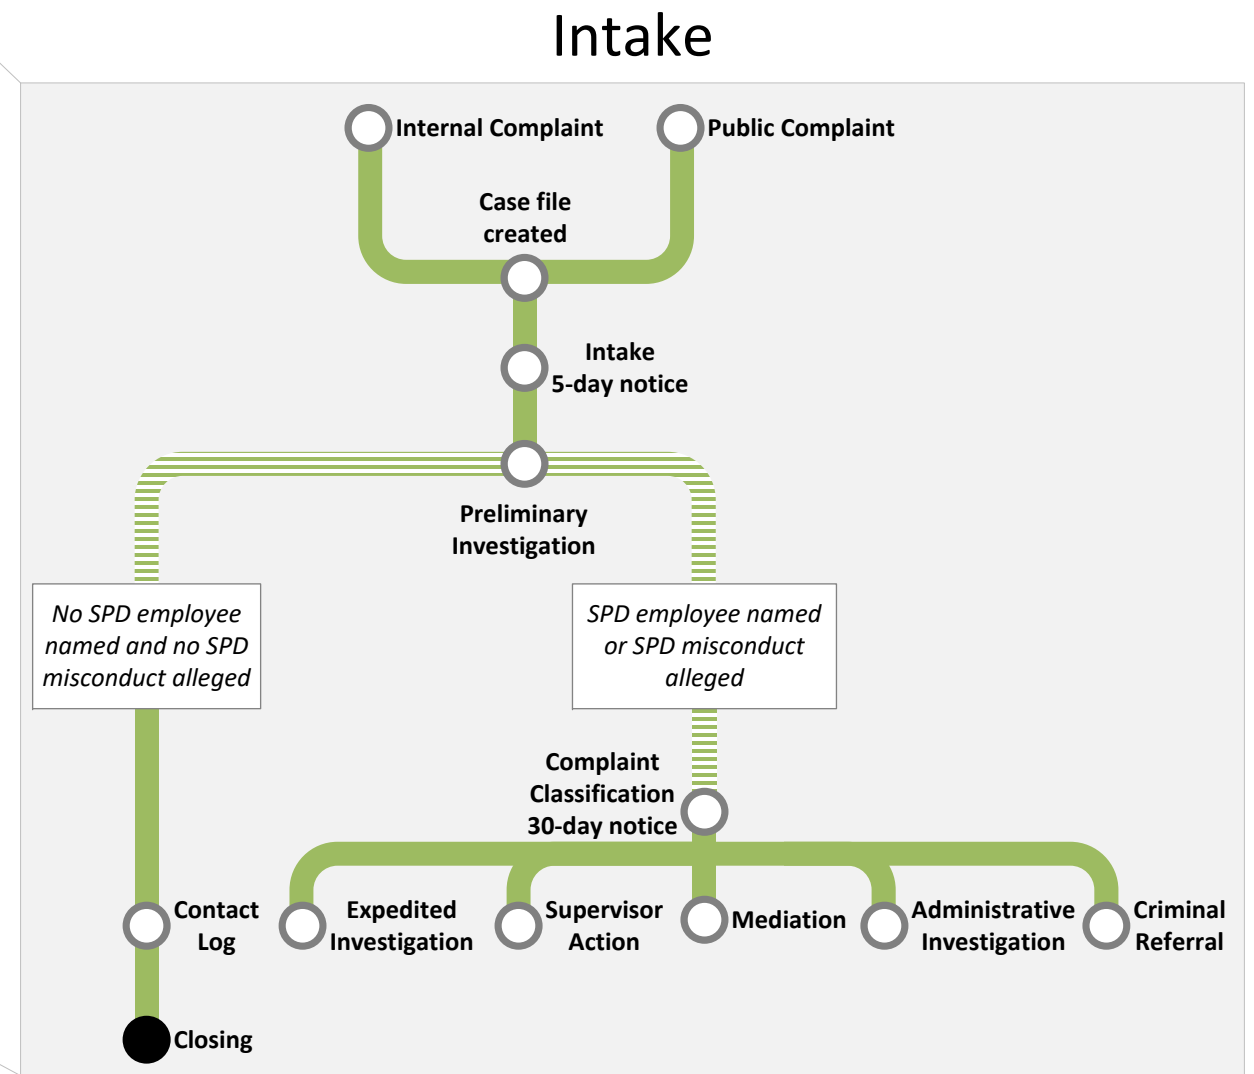 Intake
Internal Complaint
Public Complaint
Case file
created
Intake
5-day notice
Preliminary
Investigation
No SPD employee
named and no SPD
misconduct alleged
SPD employee named
or SPD misconduct
alleged
Complaint
Classification
30-day notice
Contact
Log
Expedited
Investigation
Supervisor
Action
Mediation
Administrative
Investigation
Criminal
Referral
Closing